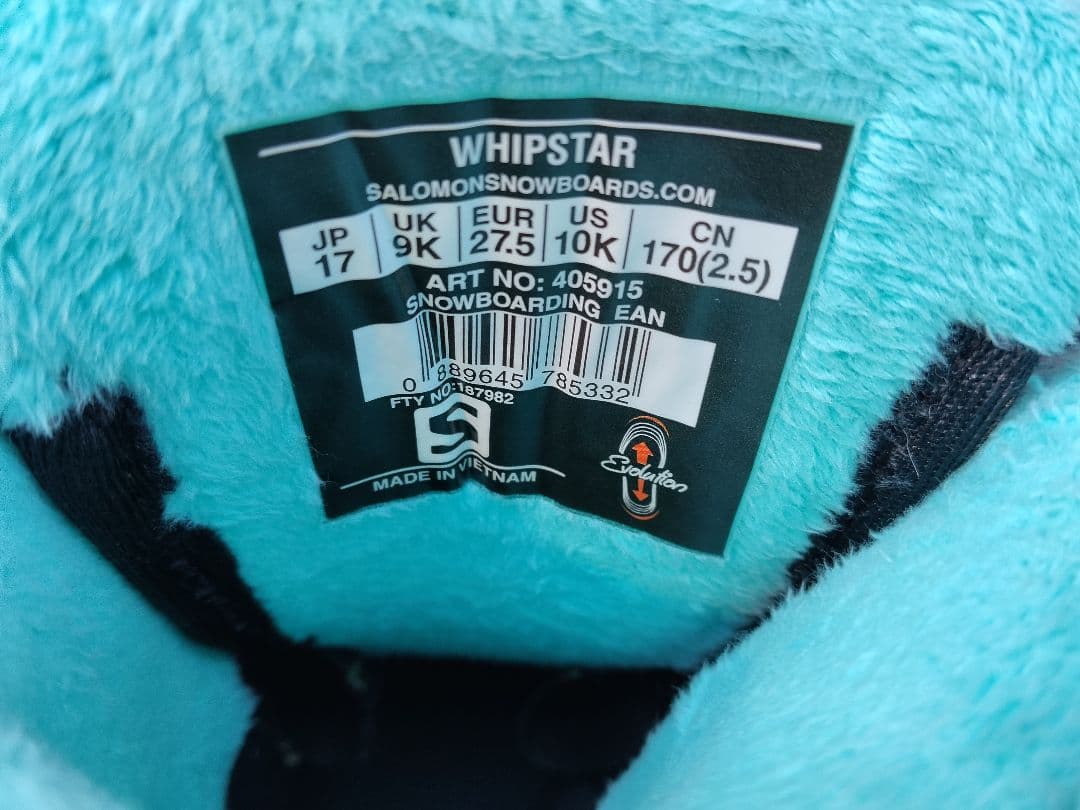 WHIPSTAR
SALOMONSNOWBOARDS.COM
JP UK EUR US CN
17 9K 27.5 10K 170(2.5)
ART NO: 405915
SNOWBOARDING EAN
0 889645 785332
FTY NO:187982
S
Evolution
MADE IN VIETNAM